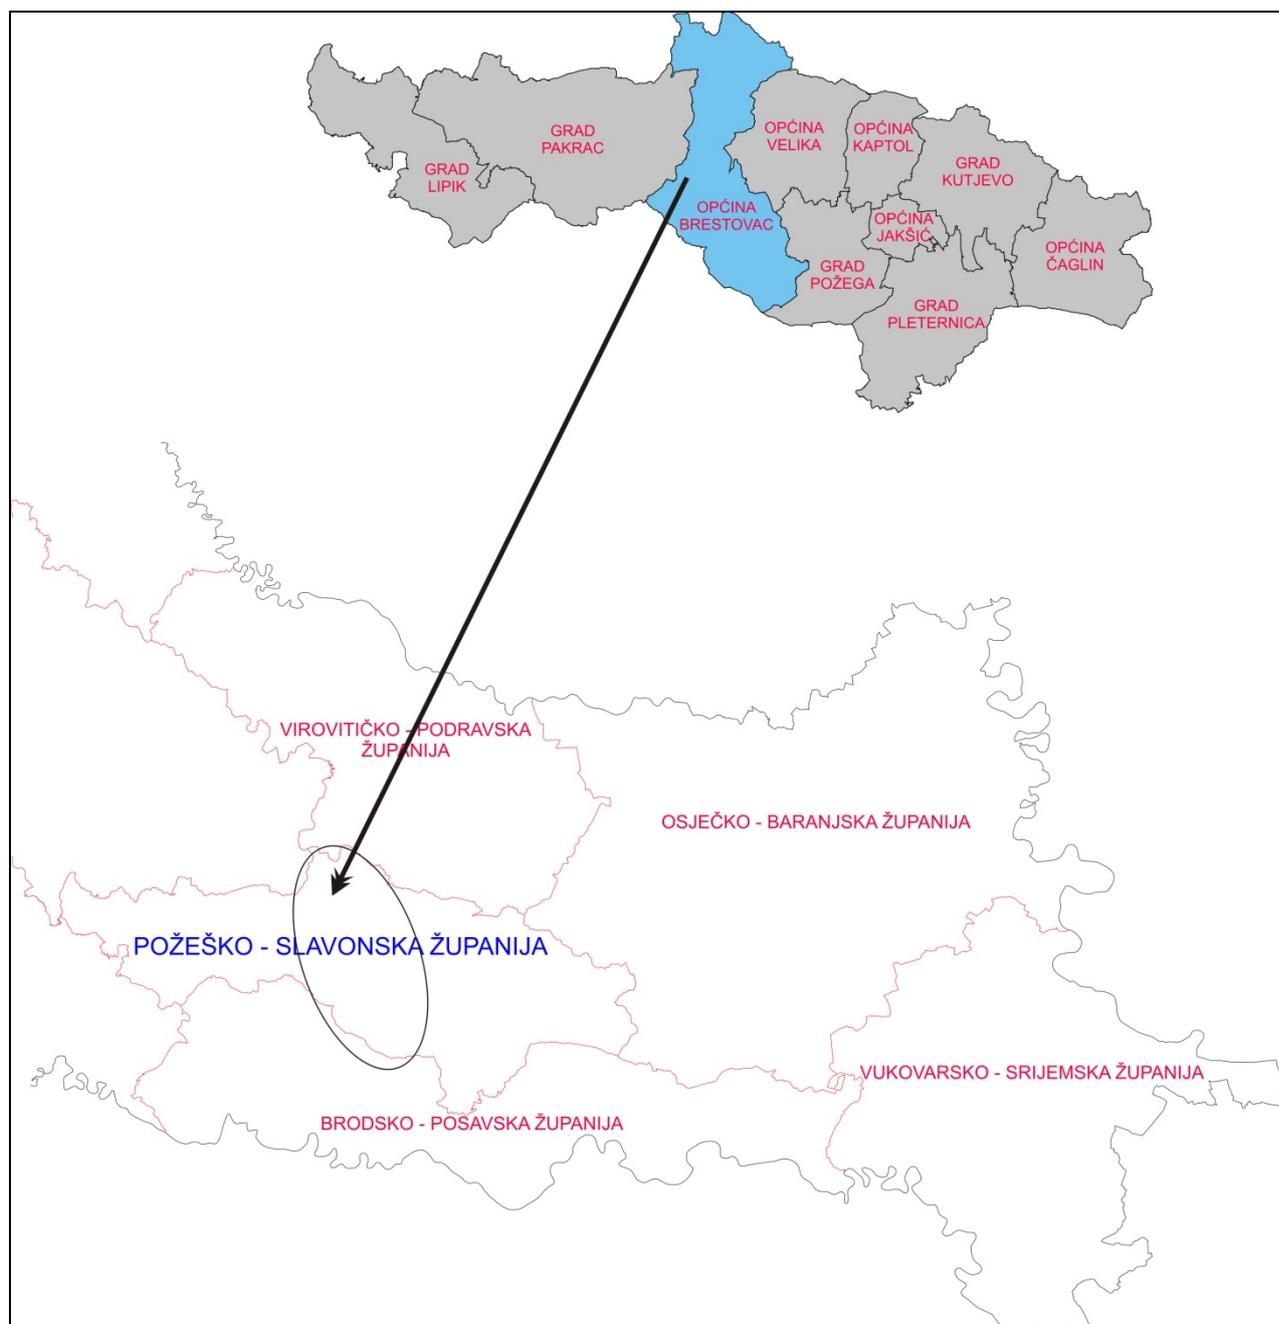 GRAD
PAKRAC
GRAD
LIPIK
OPĆINA
BRESTOVAC
OPĆINA
VELIKA
OPĆINA
KAPTOL
GRAD
KUTJEVO
OPĆINA
JAKŠIĆ
OPĆINA
ČAGLIN
GRAD
POŽEGA
GRAD
PLETERNICA
VIROVITIČKO - PODRAVSKA
ŽUPANIJA
OSJEČKO - BARANJSKA ŽUPANIJA
POŽEŠKO - SLAVONSKA ŽUPANIJA
VUKOVARSKO - SRIJEMSKA ŽUPANIJA
BRODSKO - POSAVSKA ŽUPANIJA